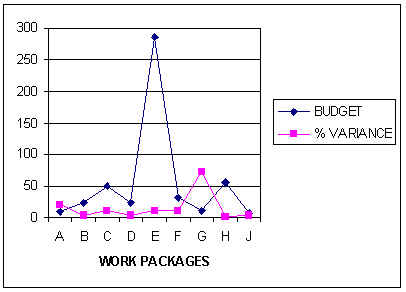 300
250
200
150
100
50
0
A B C D E F G H J
WORK PACKAGES
BUDGET
% VARIANCE